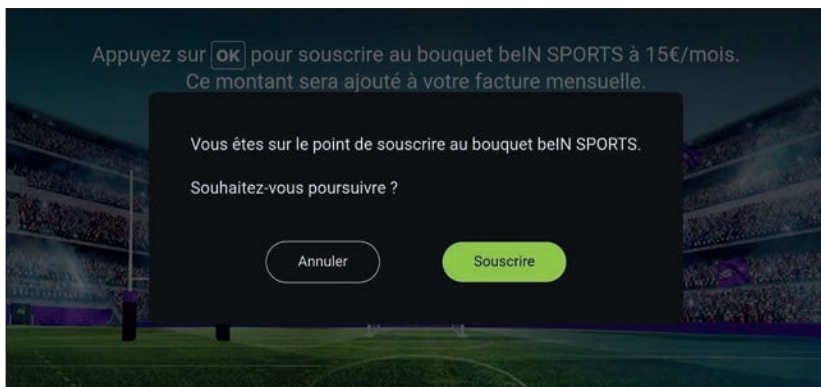 Appuyez sur OK pour souscrire au bouquet beIN SPORTS à 15€/mois.
Ce montant sera ajouté à votre facture mensuelle.
Vous êtes sur le point de souscrire au bouquet beIN SPORTS.
Souhaitez-vous poursuivre ?
Annuler
Souscrire